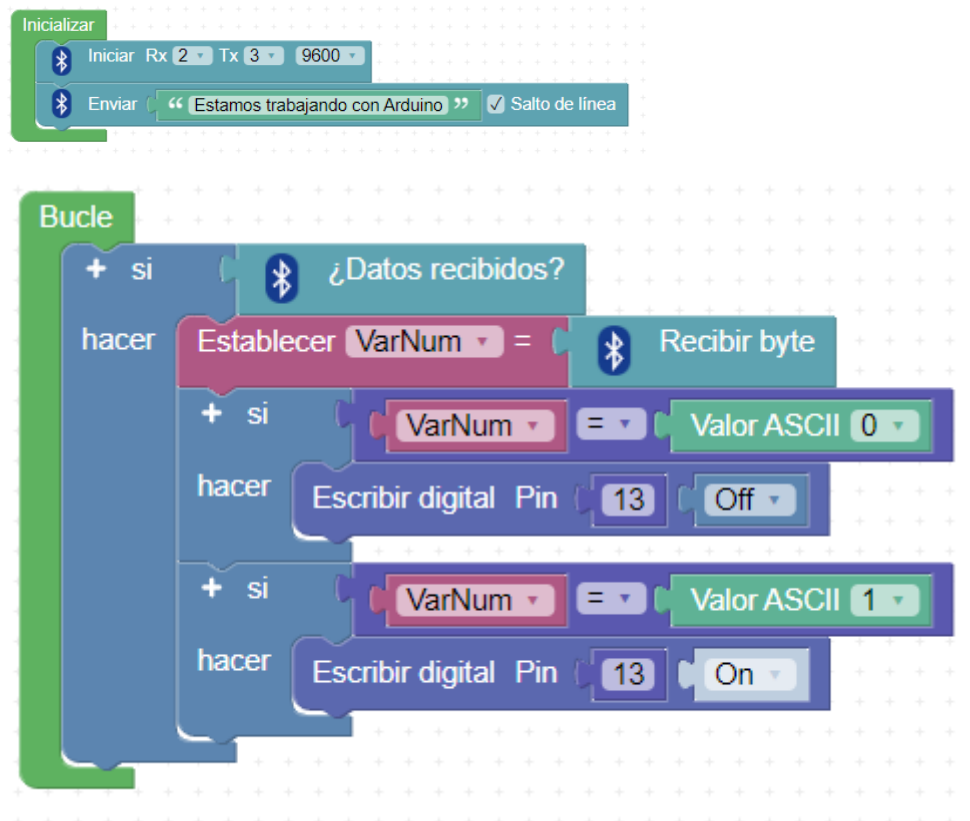 Inicializar
Iniciar Rx 2 Tx 3 9600
Enviar “ Estamos trabajando con Arduino ” Salto de línea
Bucle
si ¿Datos recibidos?
hacer Establecer VarNum = Recibir byte
si VarNum = Valor ASCII 0
hacer Escribir digital Pin 13 Off
si VarNum = Valor ASCII 1
hacer Escribir digital Pin 13 On